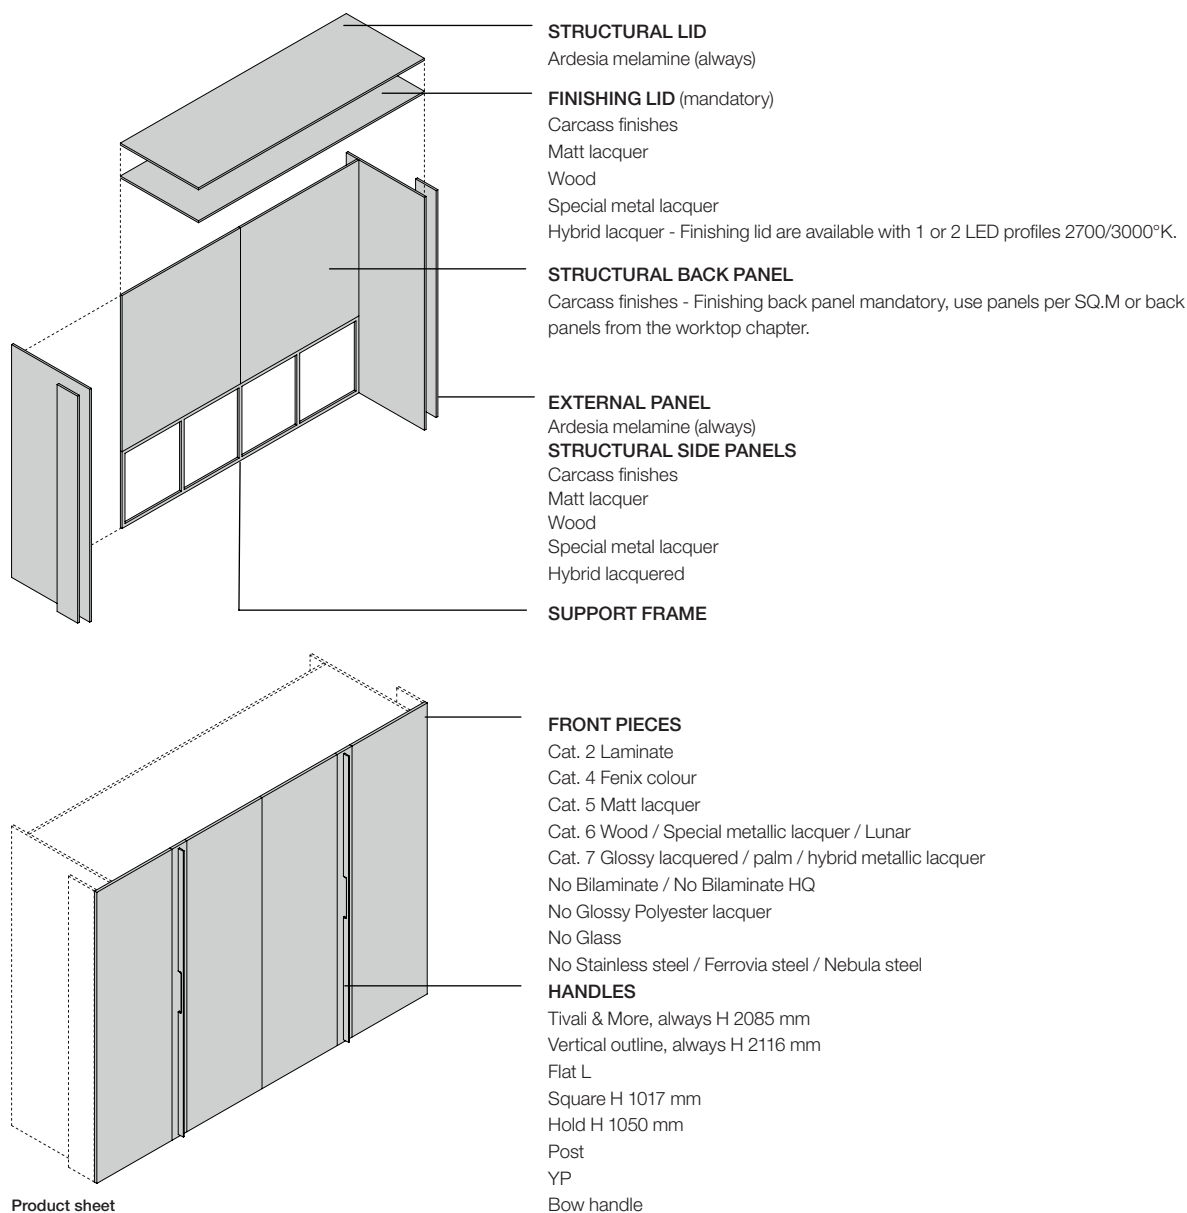 STRUCTURAL LID
Ardesia melamine (always)
FINISHING LID (mandatory)
Carcass finishes
Matt lacquer
Wood
Special metal lacquer
Hybrid lacquer - Finishing lid are available with 1 or 2 LED profiles 2700/3000°K.
STRUCTURAL BACK PANEL
Carcass finishes - Finishing back panel mandatory, use panels per SQ.M or back
panels from the worktop chapter.
EXTERNAL PANEL
Ardesia melamine (always)
STRUCTURAL SIDE PANELS
Carcass finishes
Matt lacquer
Wood
Special metal lacquer
Hybrid lacquered
SUPPORT FRAME
FRONT PIECES
Cat. 2 Laminate
Cat. 4 Fenix colour
Cat. 5 Matt lacquer
Cat. 6 Wood / Special metallic lacquer / Lunar
Cat. 7 Glossy lacquered / palm / hybrid metallic lacquer
No Bilaminate / No Bilaminate HQ
No Glossy Polyester lacquer
No Glass
No Stainless steel / Ferrovia steel / Nebula steel
HANDLES
Tivali & More, always H 2085 mm
Vertical outline, always H 2116 mm
Flat L
Square H 1017 mm
Hold H 1050 mm
Post
YP
Bow handle
Product sheet